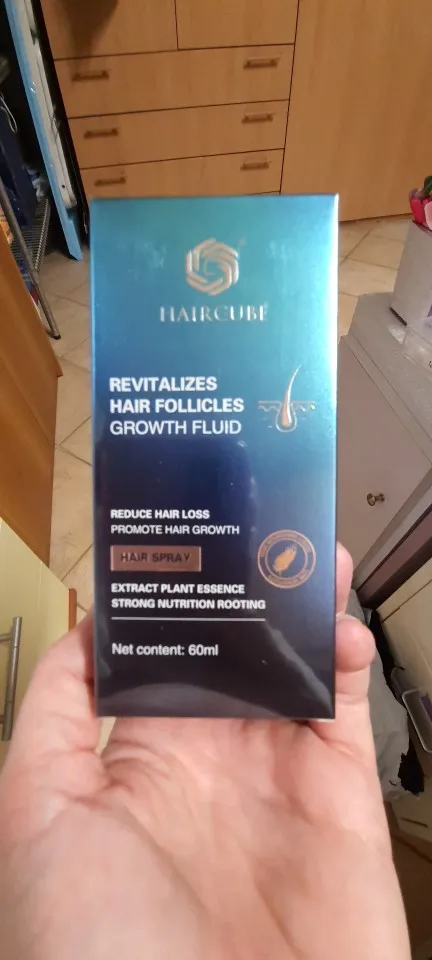 HAIRCUBE
REVITALIZES
HAIR FOLLICLES
GROWTH FLUID
REDUCE HAIR LOSS
PROMOTE HAIR GROWTH
HAIR SPRAY
EXTRACT PLANT ESSENCE
STRONG NUTRITION ROOTING
Net content: 60ml